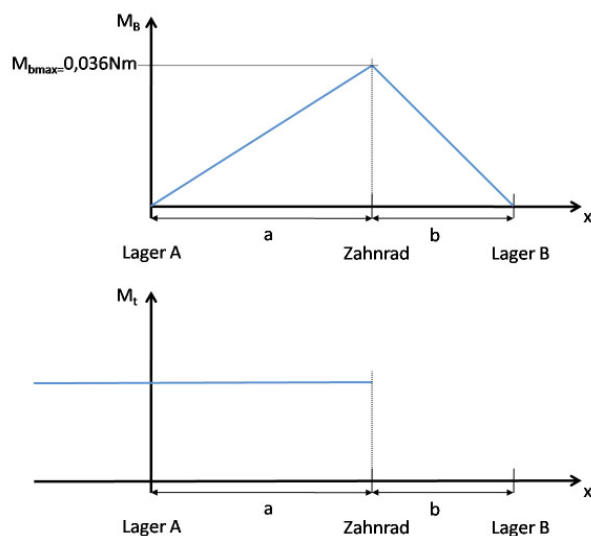 M_B
M_bmax=0,036Nm
x
a
b
Lager A
Zahnrad
Lager B
M_t
x
a
b
Lager A
Zahnrad
Lager B